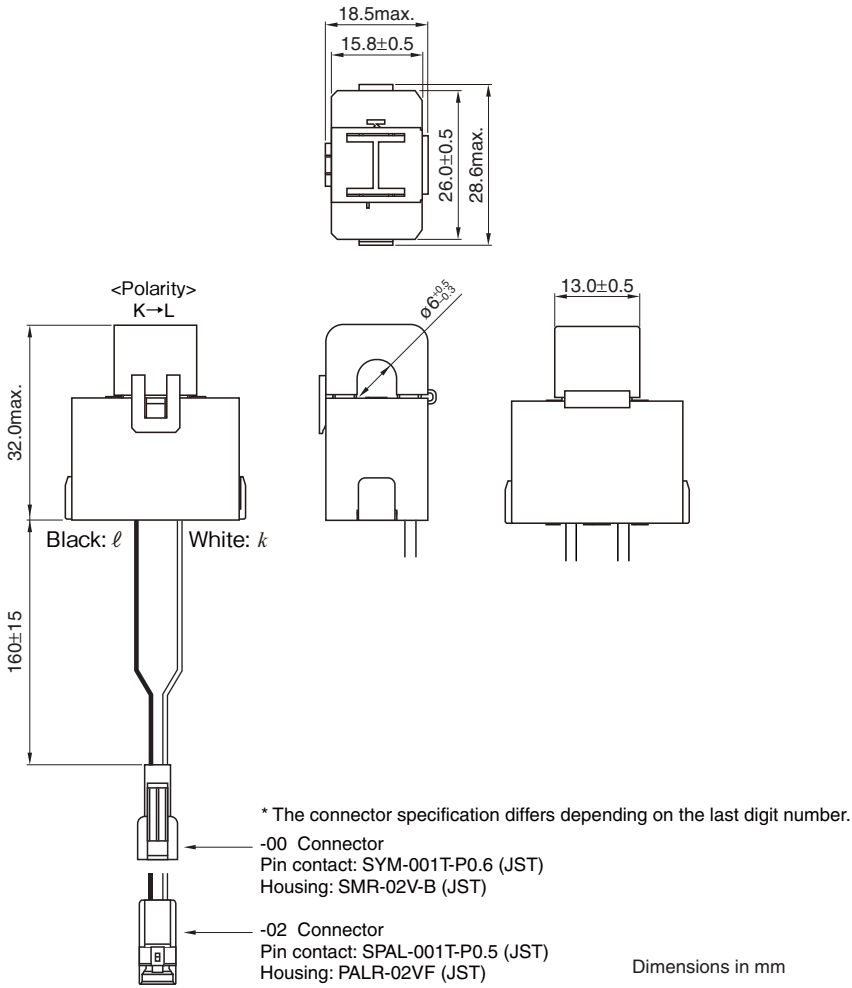 18.5max.
15.8±0.5
26.0±0.5
28.6max.
<Polarity>
K→L
ø6+0.5 -0.3
13.0±0.5
32.0max.
Black: ℓ
White: k
160±15
* The connector specification differs depending on the last digit number.
-00 Connector
Pin contact: SYM-001T-P0.6 (JST)
Housing: SMR-02V-B (JST)
-02 Connector
Pin contact: SPAL-001T-P0.5 (JST)
Housing: PALR-02VF (JST)
Dimensions in mm